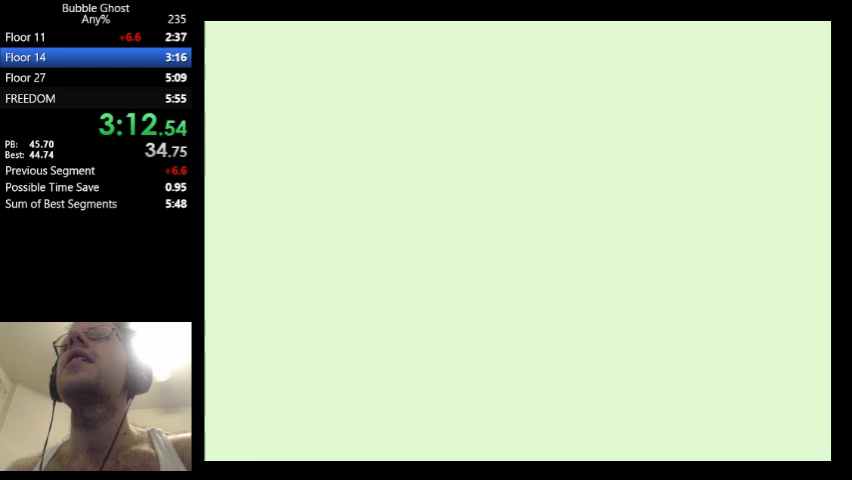 Bubble Ghost
Any% 235
Floor 11 +6.6 2:37
Floor 14 3:16
Floor 27 5:09
FREEDOM 5:55
3:12.54
PB: 45.70
Best: 44.74
34.75
Previous Segment +6.6
Possible Time Save 0.95
Sum of Best Segments 5:48